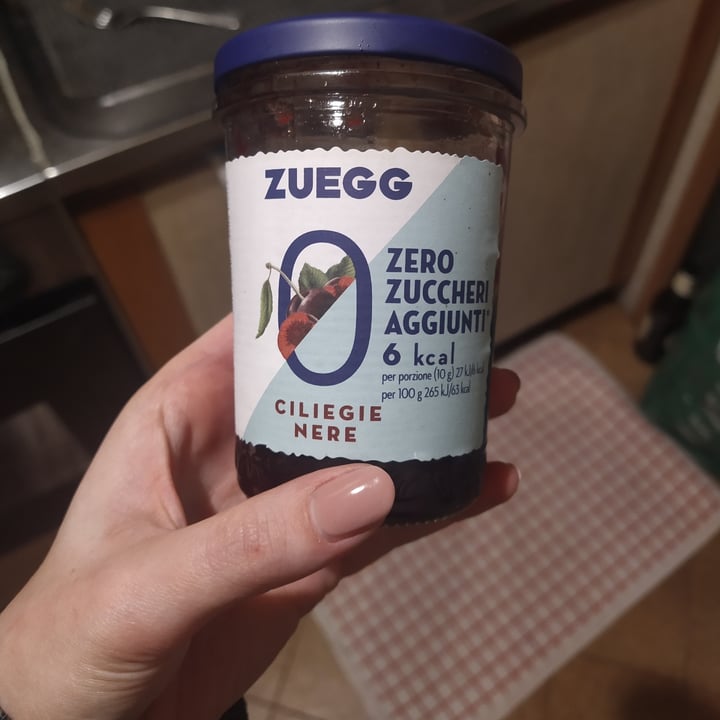 ZUEGG
0
ZERO
ZUCCHERI
AGGIUNTI*
6 kcal
per porzione (10 g) 27 kJ/6 kcal
per 100 g 265 kJ/63 kcal
CILIEGIE
NERE